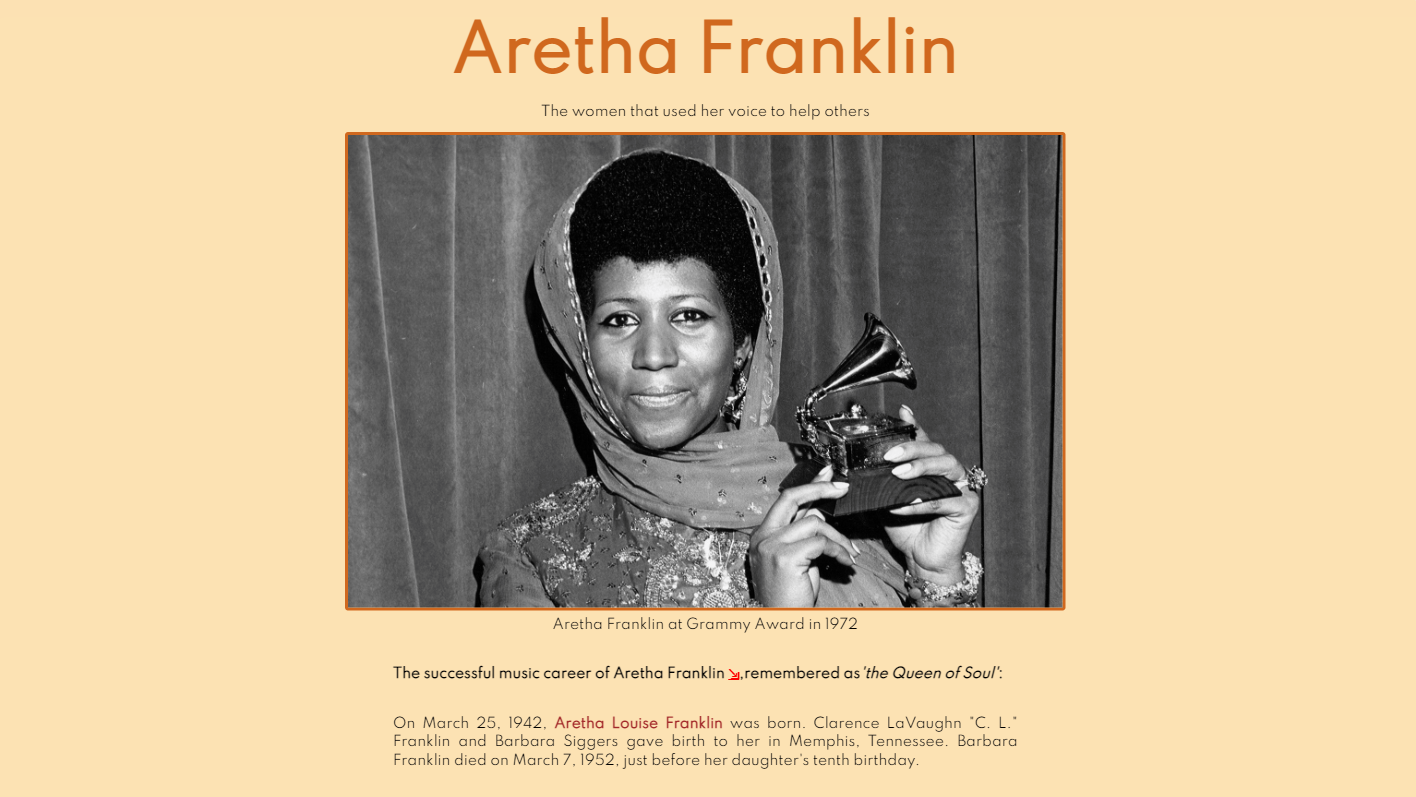 Aretha Franklin
The women that used her voice to help others
Aretha Franklin at Grammy Award in 1972
The successful music career of Aretha Franklin ↘,remembered as 'the Queen of Soul':
On March 25, 1942, Aretha Louise Franklin was born. Clarence LaVaughn "C. L."
Franklin and Barbara Siggers gave birth to her in Memphis, Tennessee. Barbara
Franklin died on March 7, 1952, just before her daughter's tenth birthday.